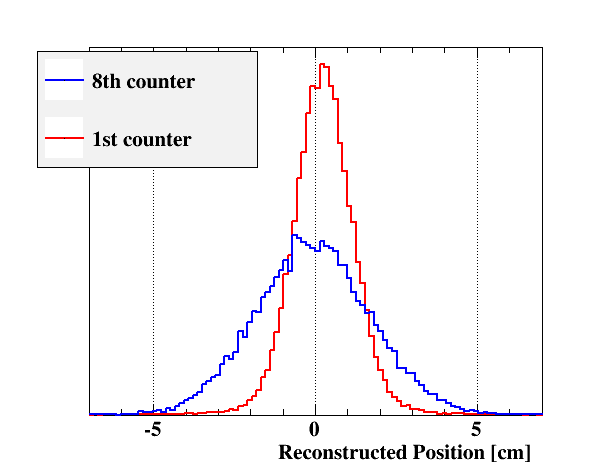 8th counter
1st counter
-5 0 5
Reconstructed Position [cm]